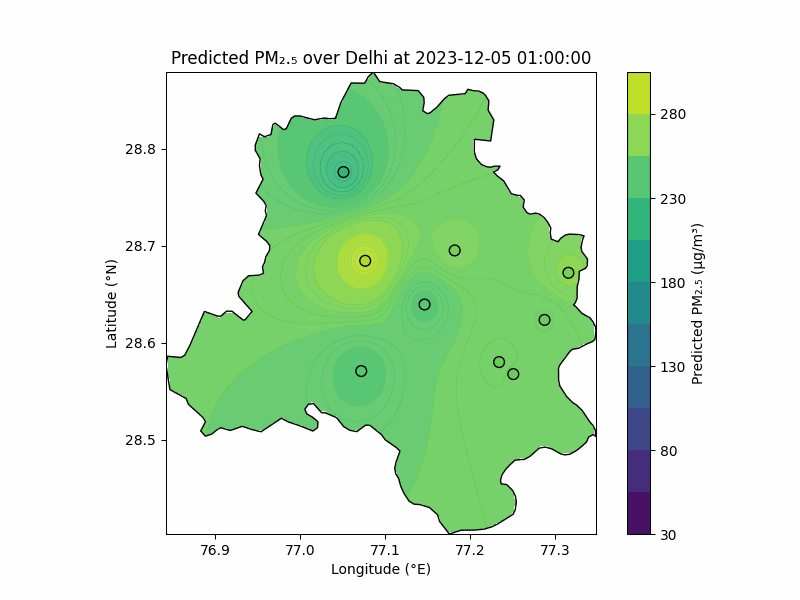 Predicted PM₂.₅ over Delhi at 2023-12-05 01:00:00
28.8
28.7
28.6
28.5
Latitude (°N)
76.9 77.0 77.1 77.2 77.3
Longitude (°E)
280
230
180
130
80
30
Predicted PM₂.₅ (μg/m³)